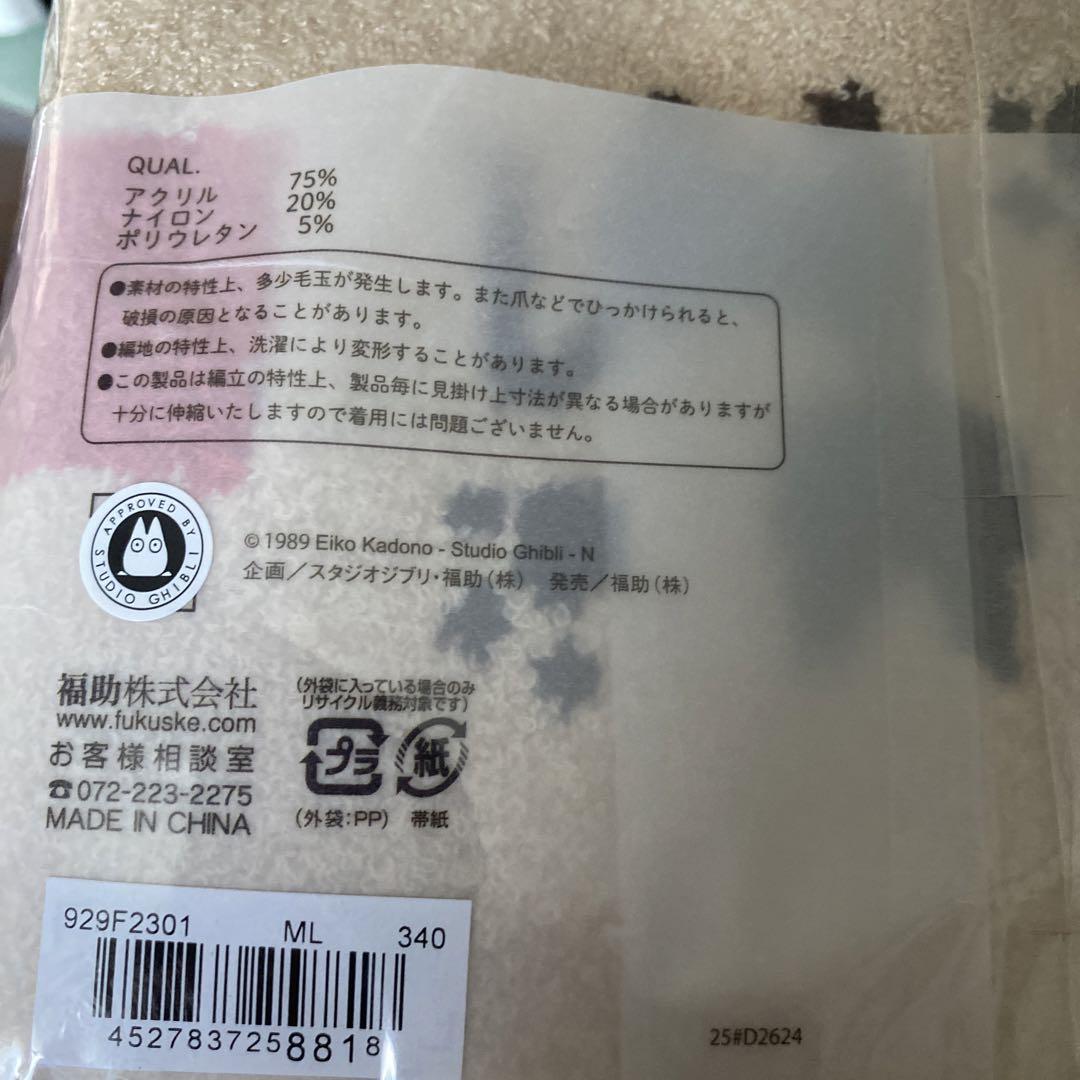 QUAL.
アクリル 75%
ナイロン 20%
ポリウレタン 5%
●素材の特性上、多少毛玉が発生します。また爪などでひっかけられると、
破損の原因となることがあります。
●編地の特性上、洗濯により変形することがあります。
●この製品は編立の特性上、製品毎に見掛け上寸法が異なる場合がありますが
十分に伸縮いたしますので着用には問題ございません。
APPROVED BY
STUDIO GHIBLI
© 1989 Eiko Kadono - Studio Ghibli - N
企画／スタジオジブリ・福助（株） 発売／福助（株）
福助株式会社
www.fukuske.com
お客様相談室
☎072-223-2275
MADE IN CHINA
(外袋に入っている場合のみ
リサイクル義務対象です)
プラ 紙
(外袋:PP) 帯紙
929F2301 ML 340
4527837258818
25#D2624